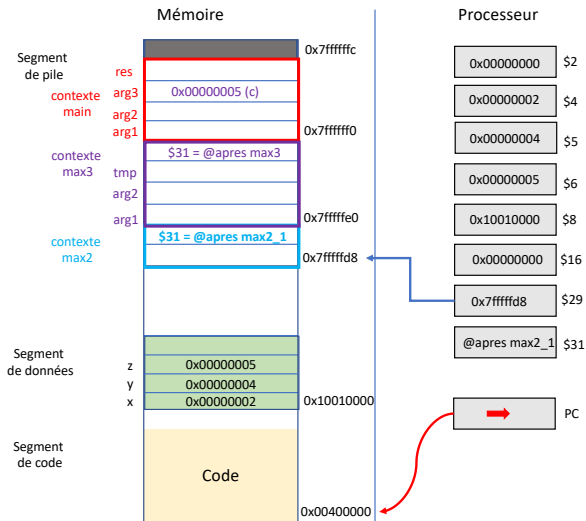 Mémoire
Processeur
0x7ffffffc
Segment
de pile
res
arg3
0x00000005 (c)
contexte
main
arg2
arg1
0x7ffffff0
contexte
max3
$31 = @apres max3
tmp
arg2
arg1
0x7fffffe0
contexte
max2
$31 = @apres max2_1
0x7fffffd8
Segment
de données
z
0x00000005
y
0x00000004
x
0x00000002
0x10010000
Segment
de code
Code
0x00400000
0x00000000
$2
0x00000002
$4
0x00000004
$5
0x00000005
$6
0x10010000
$8
0x00000000
$16
0x7fffffd8
$29
@apres max2_1
$31
PC